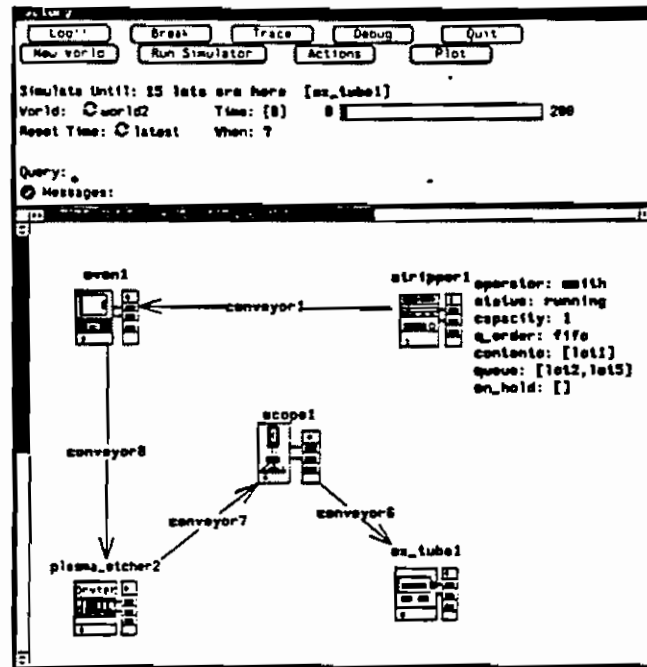 Break Trace Debug Quit
New World Run Simulator Actions Plot
Simulate Until: 15 lots are here [ox_tube1]
World: world2 Time: [0] 0 200
Reset Time: latest When: ?
Query:
Messages:
oven1
stripper1
operator: smith
status: running
capacity: 1
q_order: fifo
contents: [lot1]
queue: [lot2,lot5]
on_hold: []
conveyor1
scope1
conveyor8
conveyor7
conveyor6
plasma_etcher2
ox_tube1